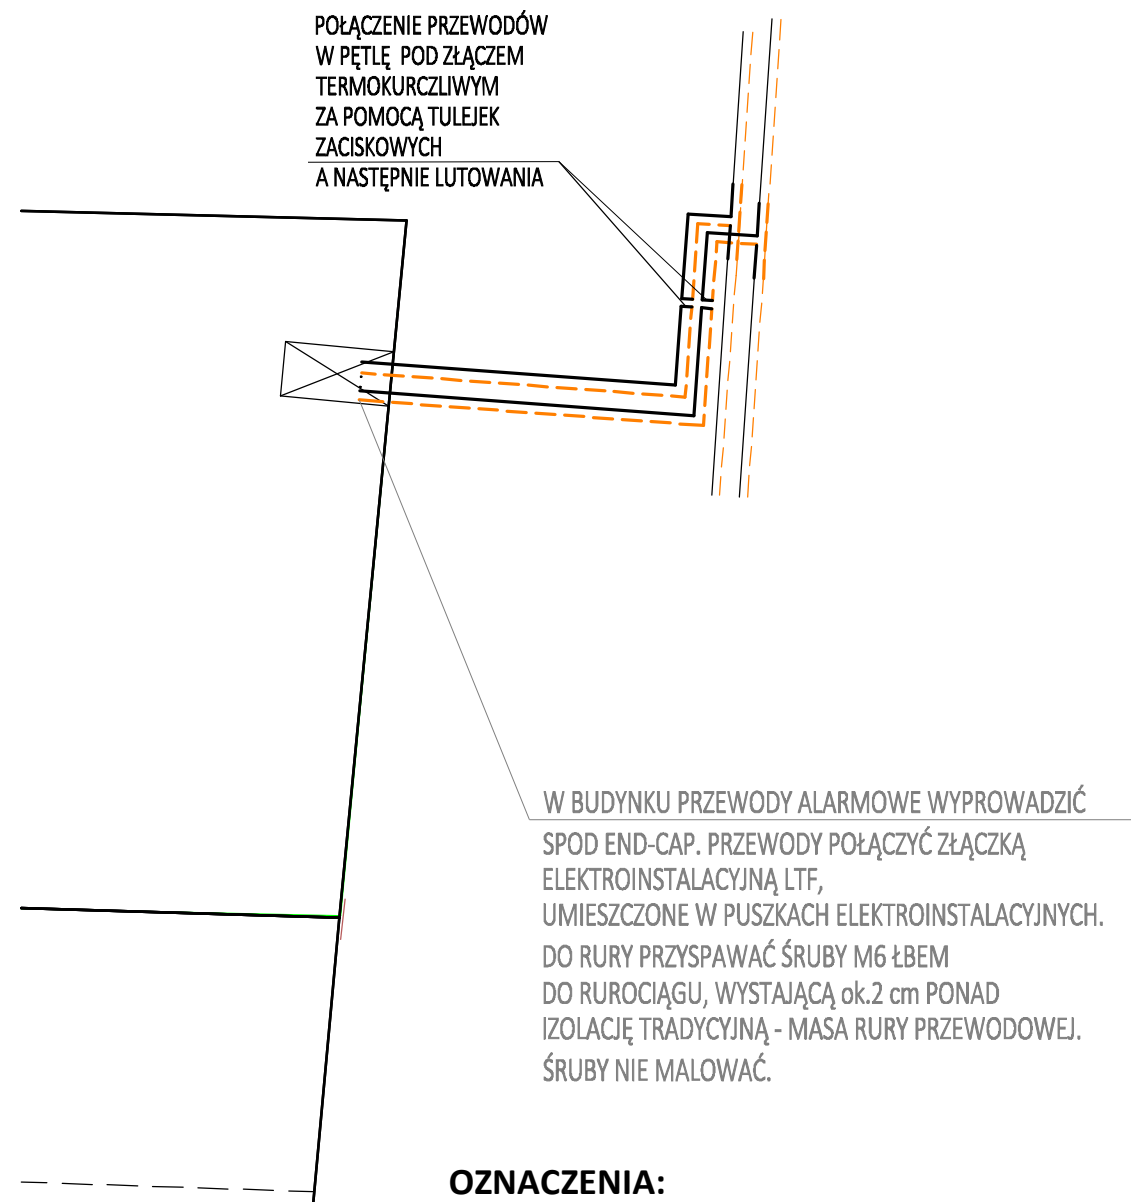 POŁĄCZENIE PRZEWODÓW
W PĘTLĘ POD ZŁĄCZEM
TERMOKURCZLIWYM
ZA POMOCĄ TULEJEK
ZACISKOWYCH
A NASTĘPNIE LUTOWANIA
W BUDYNKU PRZEWODY ALARMOWE WYPROWADZIĆ
SPOD END-CAP. PRZEWODY POŁĄCZYĆ ZŁĄCZKĄ
ELEKTROINSTALACYJNĄ LTF,
UMIESZCZONE W PUSZKACH ELEKTROINSTALACYJNYCH.
DO RURY PRZYSPAWAĆ ŚRUBY M6 ŁBEM
DO RUROCIĄGU, WYSTAJĄCĄ ok.2 cm PONAD
IZOLACJĘ TRADYCYJNĄ - MASA RURY PRZEWODOWEJ.
ŚRUBY NIE MALOWAĆ.
OZNACZENIA: